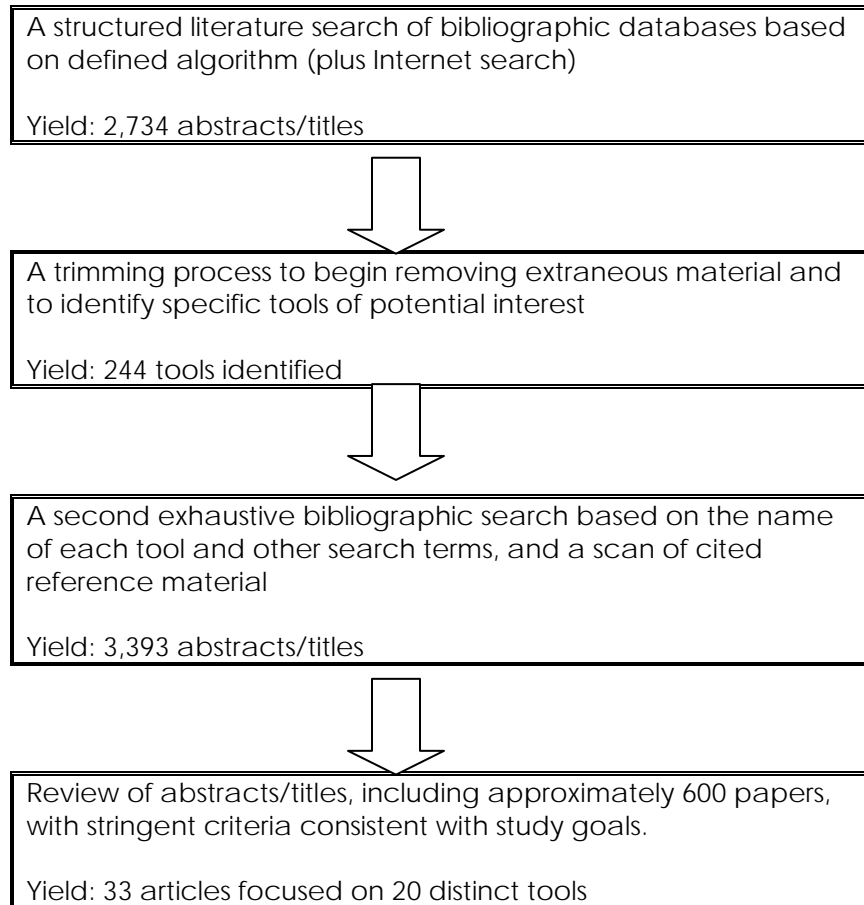 A structured literature search of bibliographic databases based
on defined algorithm (plus Internet search)
Yield: 2,734 abstracts/titles
A trimming process to begin removing extraneous material and
to identify specific tools of potential interest
Yield: 244 tools identified
A second exhaustive bibliographic search based on the name
of each tool and other search terms, and a scan of cited
reference material
Yield: 3,393 abstracts/titles
Review of abstracts/titles, including approximately 600 papers,
with stringent criteria consistent with study goals.
Yield: 33 articles focused on 20 distinct tools